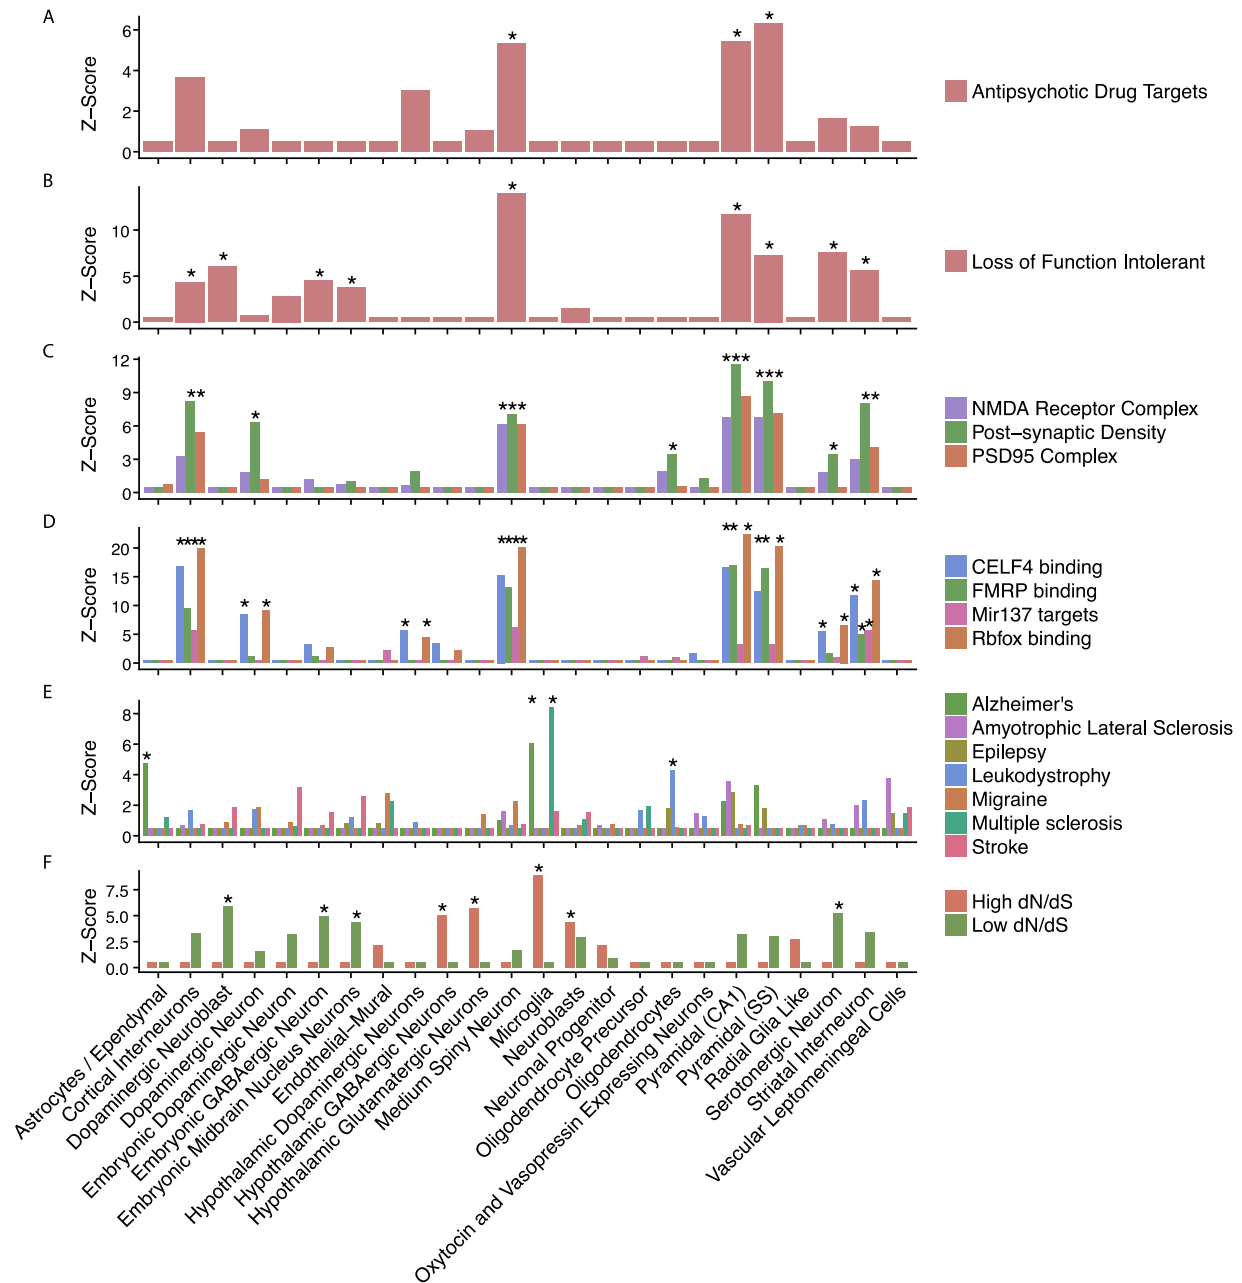 A
Z−Score
6
4
2
0
* * *
Antipsychotic Drug Targets
B
Z−Score
10
5
0
* * * * * * * * *
Loss of Function Intolerant
C
Z−Score
12
9
6
3
0
** * *** * *** *** * **
NMDA Receptor Complex
Post−synaptic Density
PSD95 Complex
D
Z−Score
20
15
10
5
0
**** * * * * **** ** * ** * * * * * * *
CELF4 binding
FMRP binding
Mir137 targets
Rbfox binding
E
Z−Score
8
6
4
2
0
* * * *
Alzheimer's
Amyotrophic Lateral Sclerosis
Epilepsy
Leukodystrophy
Migraine
Multiple sclerosis
Stroke
F
Z−Score
7.5
5.0
2.5
0.0
* * * * * * * *
High dN/dS
Low dN/dS
Astrocytes / Ependymal
Cortical Interneurons
Dopaminergic Neuroblast
Dopaminergic Neuron
Embryonic Dopaminergic Neuron
Embryonic GABAergic Neuron
Embryonic Midbrain Nucleus Neurons
Endothelial−Mural
Hypothalamic Dopaminergic Neurons
Hypothalamic GABAergic Neurons
Hypothalamic Glutamatergic Neurons
Medium Spiny Neuron
Microglia
Neuroblasts
Neuronal Progenitor
Oligodendrocyte Precursor
Oligodendrocytes
Oxytocin and Vasopressin Expressing Neurons
Pyramidal (CA1)
Pyramidal (SS)
Radial Glia Like
Serotonergic Neuron
Striatal Interneuron
Vascular Leptomeningeal Cells